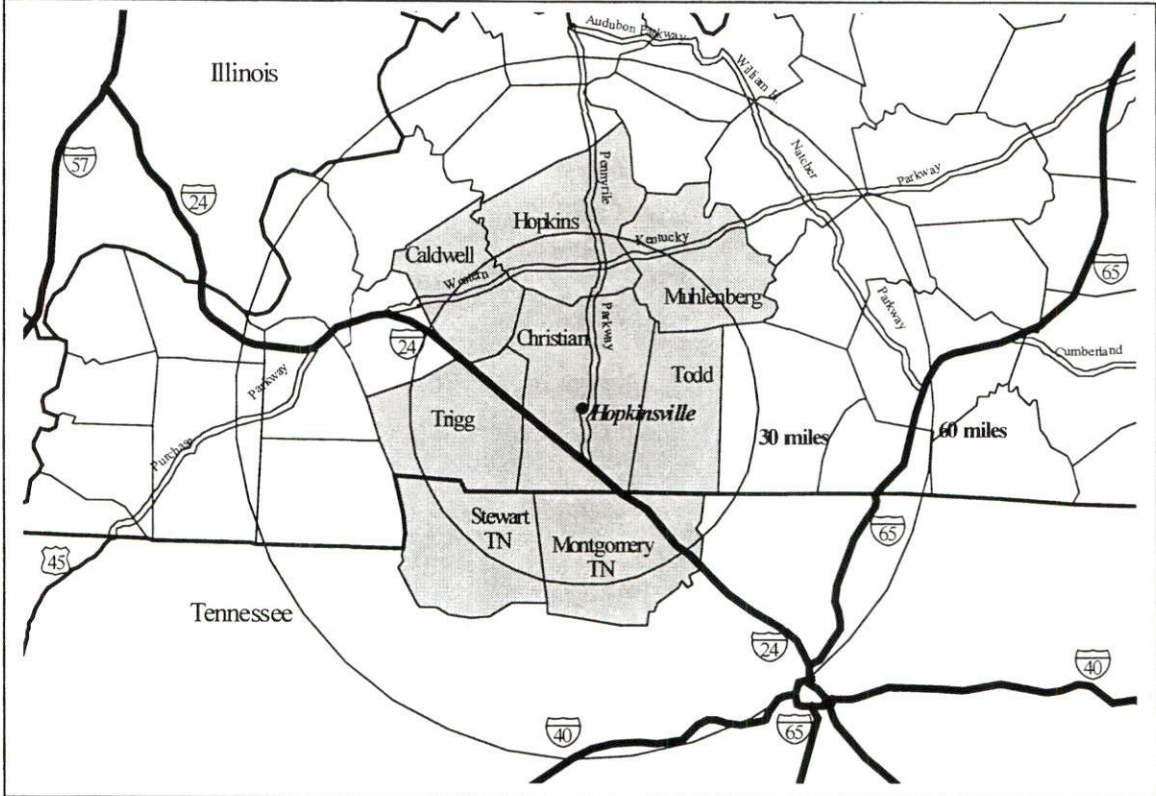 Audubon Parkway
Illinois
William H.
57
Natcher
Pennyrile
24
Parkway
Hopkins
Kentucky
Caldwell
65
Western
Muhlenberg
Parkway
Christian
Parkway
24
Cumberland
Todd
Parkway
Hopkinsville
Trigg
30 miles
60 miles
Purchase
Stewart
TN
Montgomery
TN
65
45
Tennessee
24
40
40
65